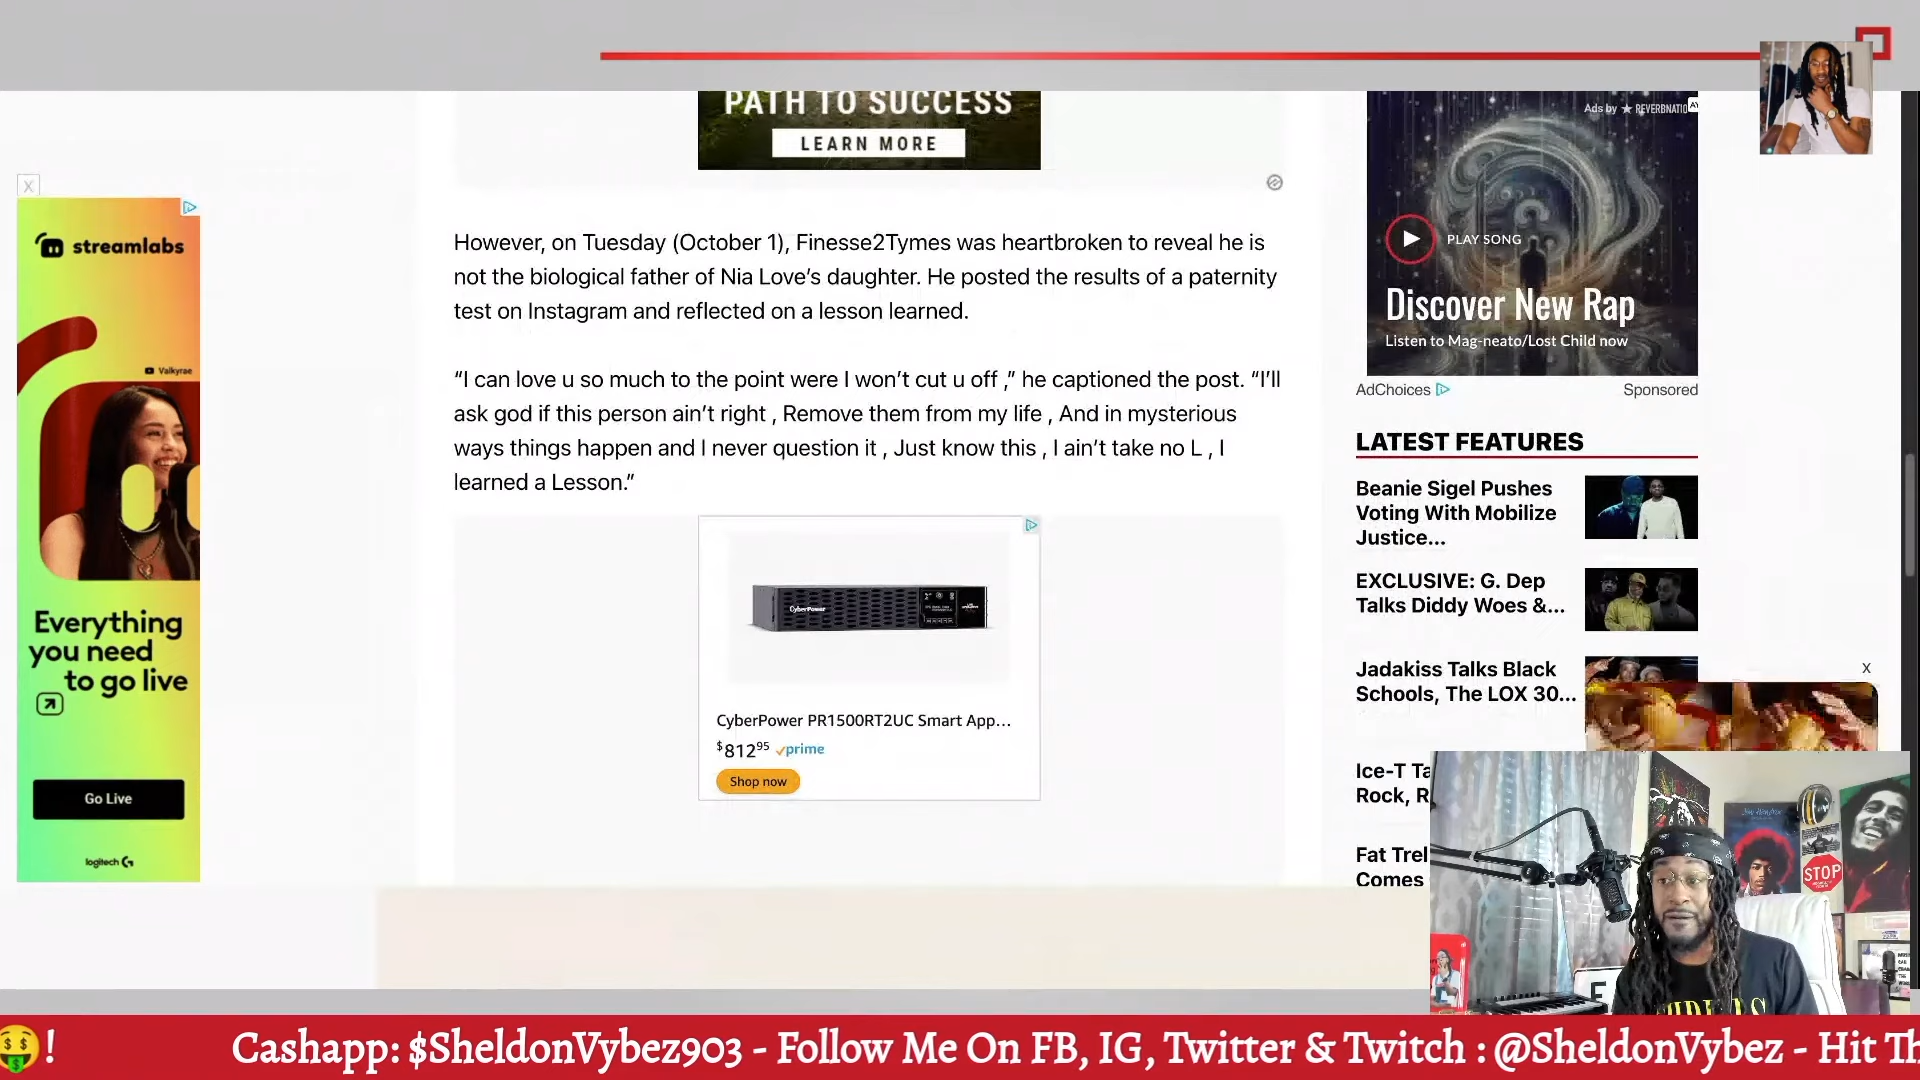 PATH TO SUCCESS
LEARN MORE
Ads by REVERBNATIO
PLAY SONG
Discover New Rap
Listen to Mag-neato/Lost Child now
AdChoices
Sponsored
X
streamlabs
Valkyrae
Everything
you need
to go live
Go Live
logitech G
However, on Tuesday (October 1), Finesse2Tymes was heartbroken to reveal he is
not the biological father of Nia Love’s daughter. He posted the results of a paternity
test on Instagram and reflected on a lesson learned.
“I can love u so much to the point were I won’t cut u off ,” he captioned the post. “I’ll
ask god if this person ain’t right , Remove them from my life , And in mysterious
ways things happen and I never question it , Just know this , I ain’t take no L , I
learned a Lesson.”
CyberPower
CyberPower PR1500RT2UC Smart App...
$81295 prime
Shop now
LATEST FEATURES
Beanie Sigel Pushes
Voting With Mobilize
Justice...
EXCLUSIVE: G. Dep
Talks Diddy Woes &...
Jadakiss Talks Black
Schools, The LOX 30...
X
Ice-T Ta
Rock, R
Fat Trel
Comes
STOP
! Cashapp: $SheldonVybez903 - Follow Me On FB, IG, Twitter & Twitch : @SheldonVybez - Hit Th